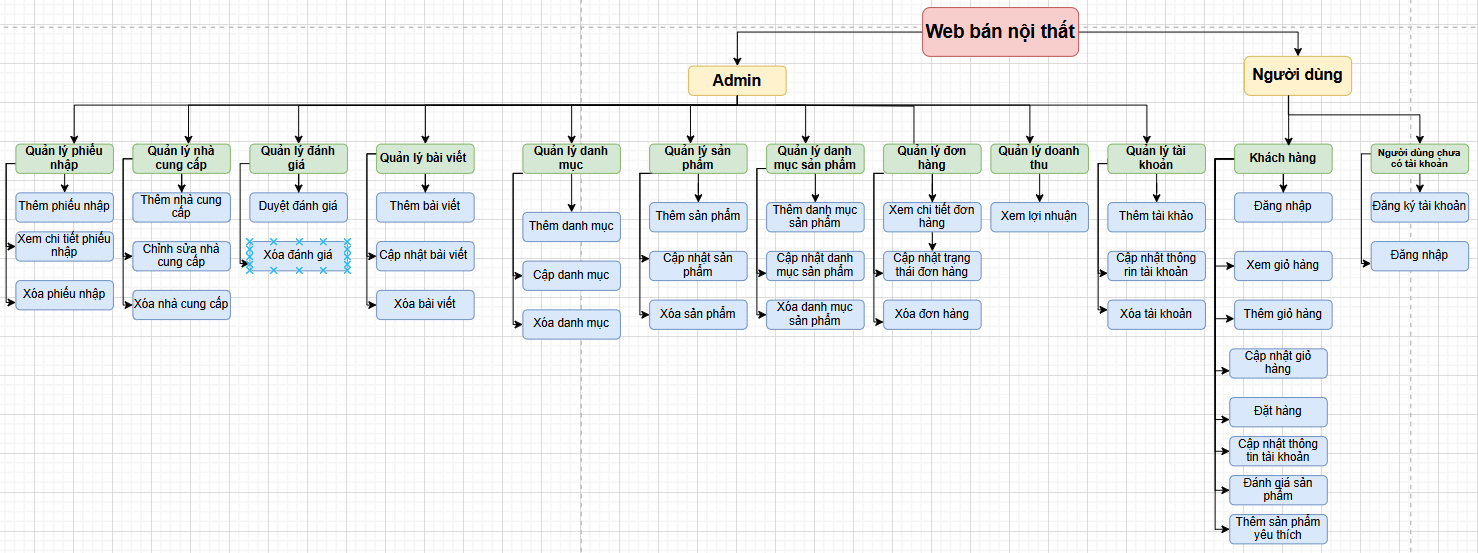 Web bán nội thất
Admin
Người dùng
Quản lý phiếu
nhập
Quản lý nhà
cung cấp
Quản lý đánh
giá
Quản lý bài viết
Quản lý danh
mục
Quản lý sản
phẩm
Quản lý danh
mục sản phẩm
Quản lý đơn
hàng
Quản lý doanh
thu
Quản lý tài
khoản
Khách hàng
Người dùng chưa
có tài khoản
Thêm phiếu nhập
Xem chi tiết phiếu
nhập
Xóa phiếu nhập
Thêm nhà cung
cấp
Chỉnh sửa nhà
cung cấp
Xóa nhà cung cấp
Duyệt đánh giá
Xóa đánh giá
Thêm bài viết
Cập nhật bài viết
Xóa bài viết
Thêm danh mục
Cập danh mục
Xóa danh mục
Thêm sản phẩm
Cập nhật sản
phẩm
Xóa sản phẩm
Thêm danh mục
sản phẩm
Cập nhật danh
mục sản phẩm
Xóa danh mục
sản phẩm
Xem chi tiết đơn
hàng
Cập nhật trạng
thái đơn hàng
Xóa đơn hàng
Xem lợi nhuận
Thêm tài khảo
Cập nhật thông
rin tài khoản
Xóa tài khoản
Đăng nhập
Xem giỏ hàng
Thêm giỏ hàng
Cập nhật giỏ
hàng
Đặt hàng
Cập nhật thông
tin tài khoản
Đánh giá sản
phẩm
Thêm sản phẩm
yêu thích
Đăng ký tài khoản
Đăng nhập